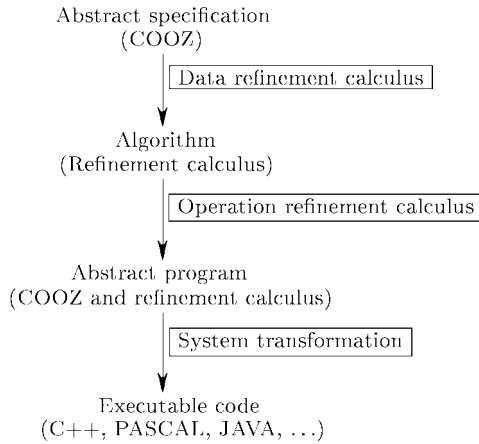 Abstract specification
(COOZ)
Data refinement calculus
Algorithm
(Refinement calculus)
Operation refinement calculus
Abstract program
(COOZ and refinement calculus)
System transformation
Executable code
(C++, PASCAL, JAVA, ...)